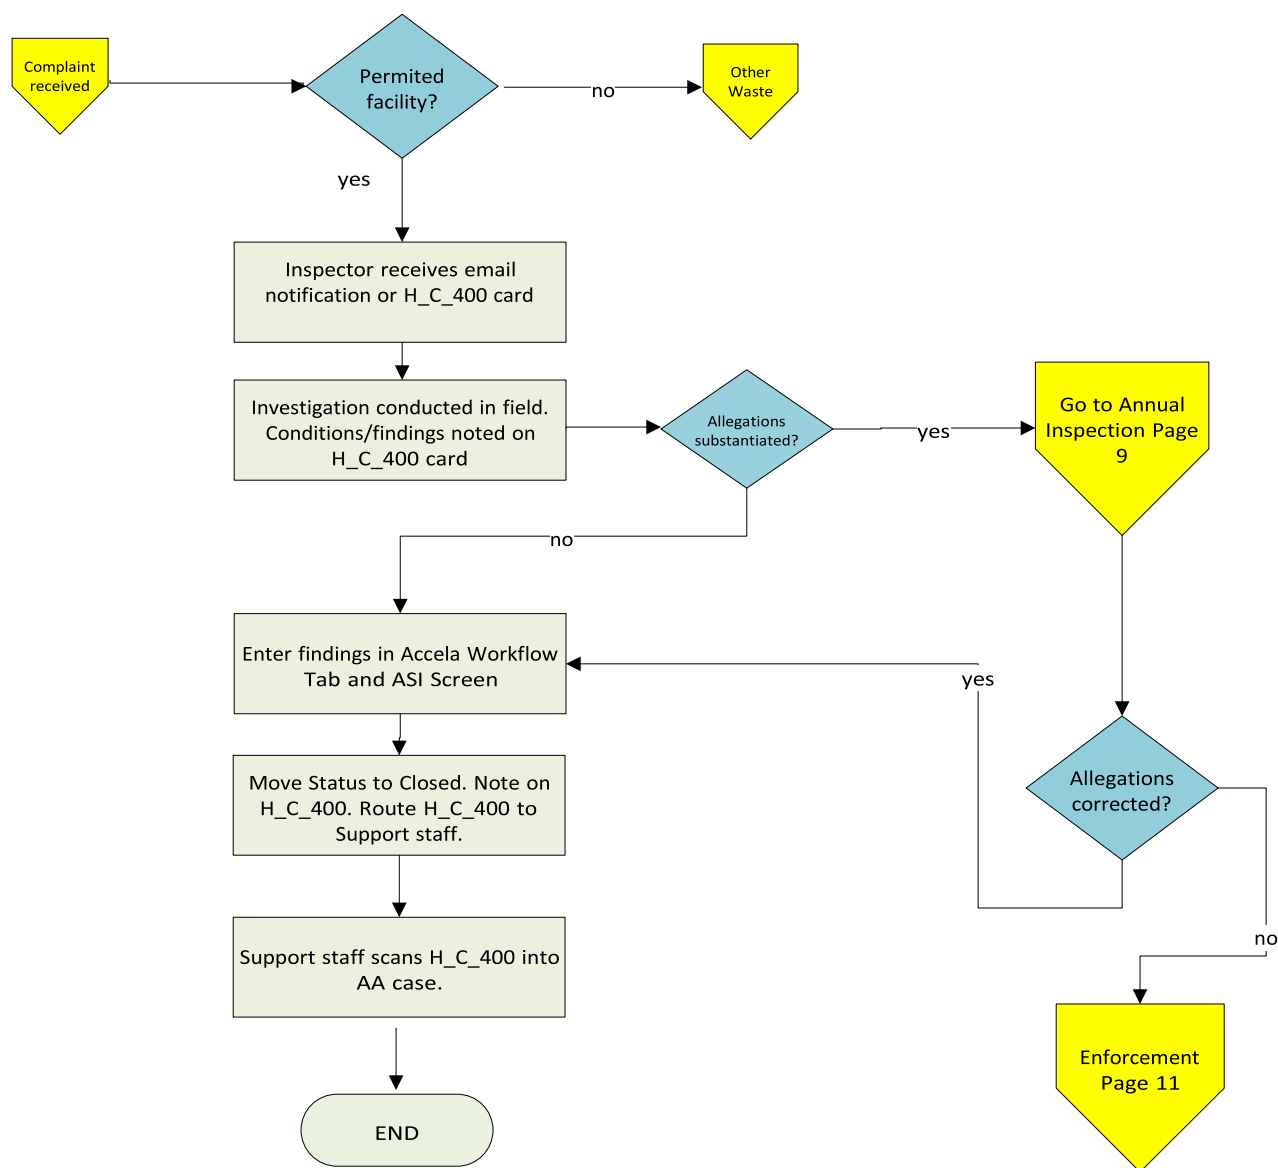 Complaint
received
Permited
facility?
no
Other
Waste
yes
Inspector receives email
notification or H_C_400 card
Investigation conducted in field.
Conditions/findings noted on
H_C_400 card
Allegations
substantiated?
yes
Go to Annual
Inspection Page
9
no
Enter findings in Accela Workflow
Tab and ASI Screen
yes
Move Status to Closed. Note on
H_C_400. Route H_C_400 to
Support staff.
Allegations
corrected?
no
Support staff scans H_C_400 into
AA case.
Enforcement
Page 11
END